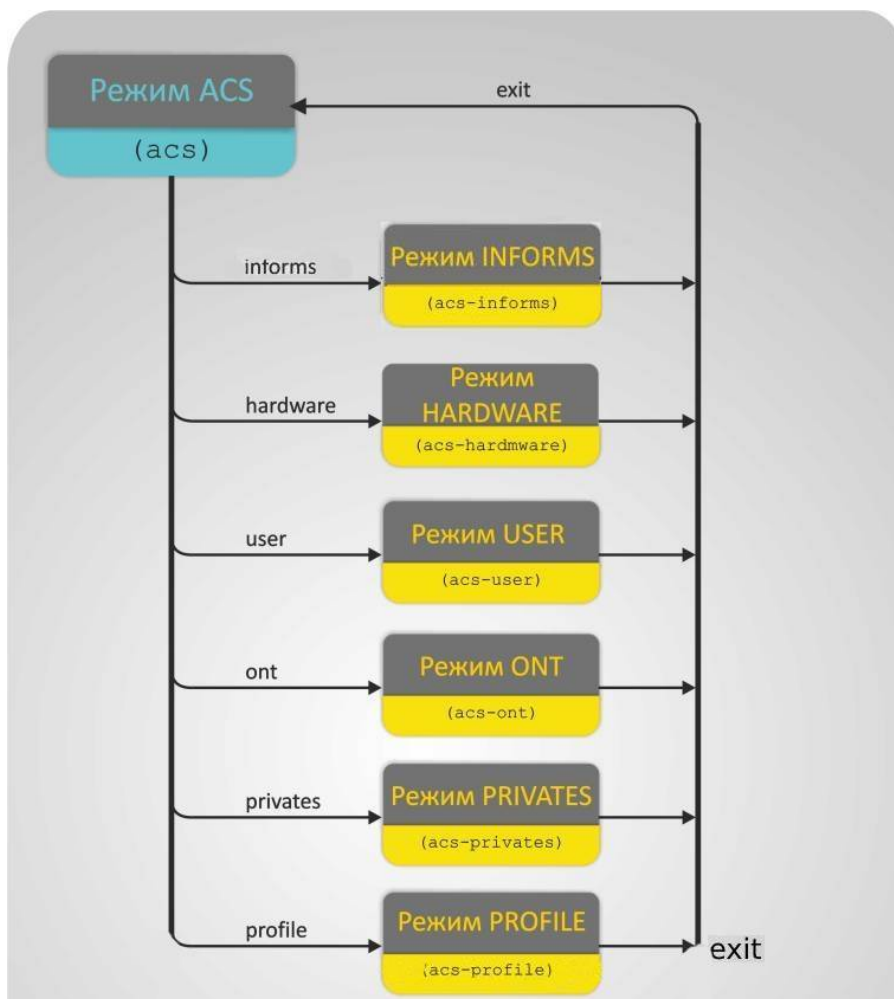 Режим ACS
(acs)
exit
informs
Режим INFORMS
(acs-informs)
hardware
Режим
HARDWARE
(acs-hardmware)
user
Режим USER
(acs-user)
ont
Режим ONT
(acs-ont)
privates
Режим PRIVATES
(acs-privates)
profile
Режим PROFILE
(acs-profile)
exit